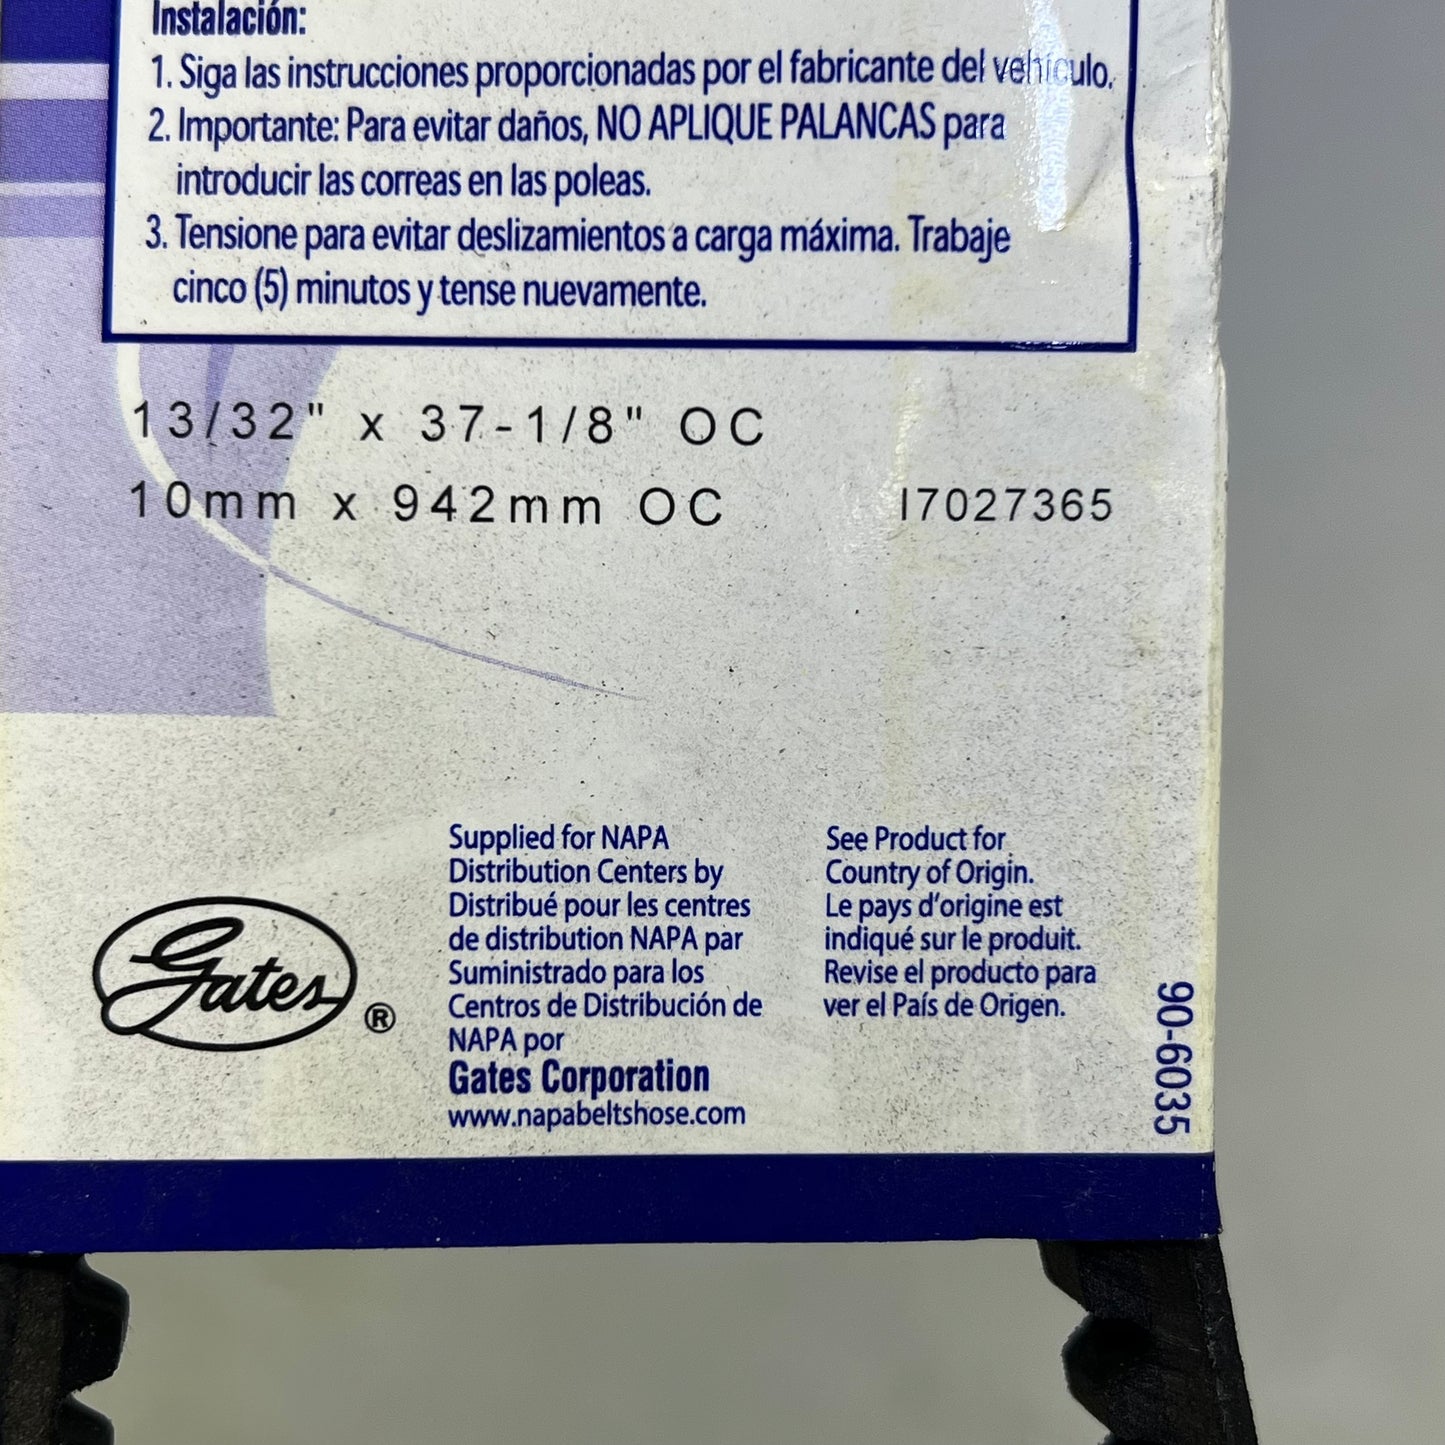 Instalación:
1. Siga las instrucciones proporcionadas por el fabricante del vehículo.
2. Importante: Para evitar daños, NO APLIQUE PALANCAS para
introducir las correas en las poleas.
3. Tensione para evitar deslizamientos a carga máxima. Trabaje
cinco (5) minutos y tense nuevamente.
13/32" x 37-1/8" OC
10mm x 942mm OC
I7027365
Gates ®
Supplied for NAPA
Distribution Centers by
Distribué pour les centres
de distribution NAPA par
Suministrado para los
Centros de Distribución de
NAPA por
Gates Corporation
www.napabeltshose.com
See Product for
Country of Origin.
Le pays d'origine est
indiqué sur le produit.
Revise el producto para
ver el País de Origen.
90-6035